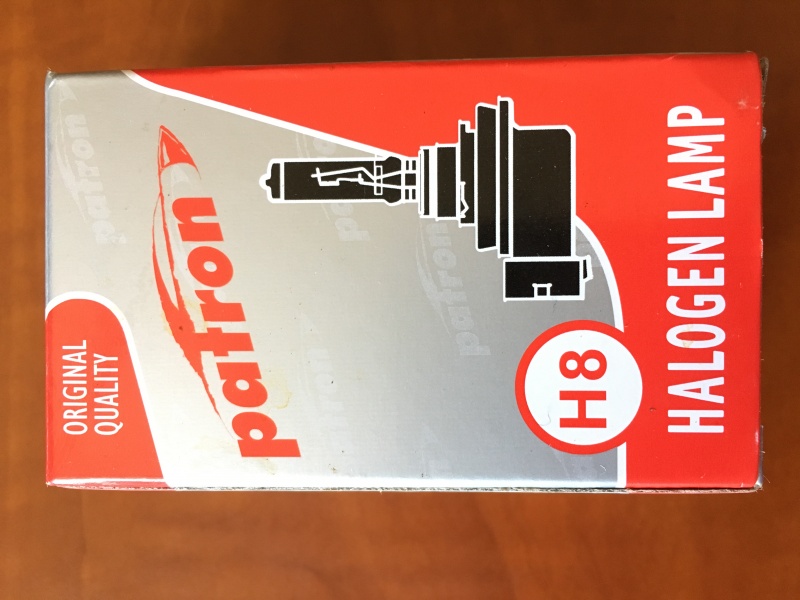 ORIGINAL
QUALITY
patron
H8
HALOGEN LAMP